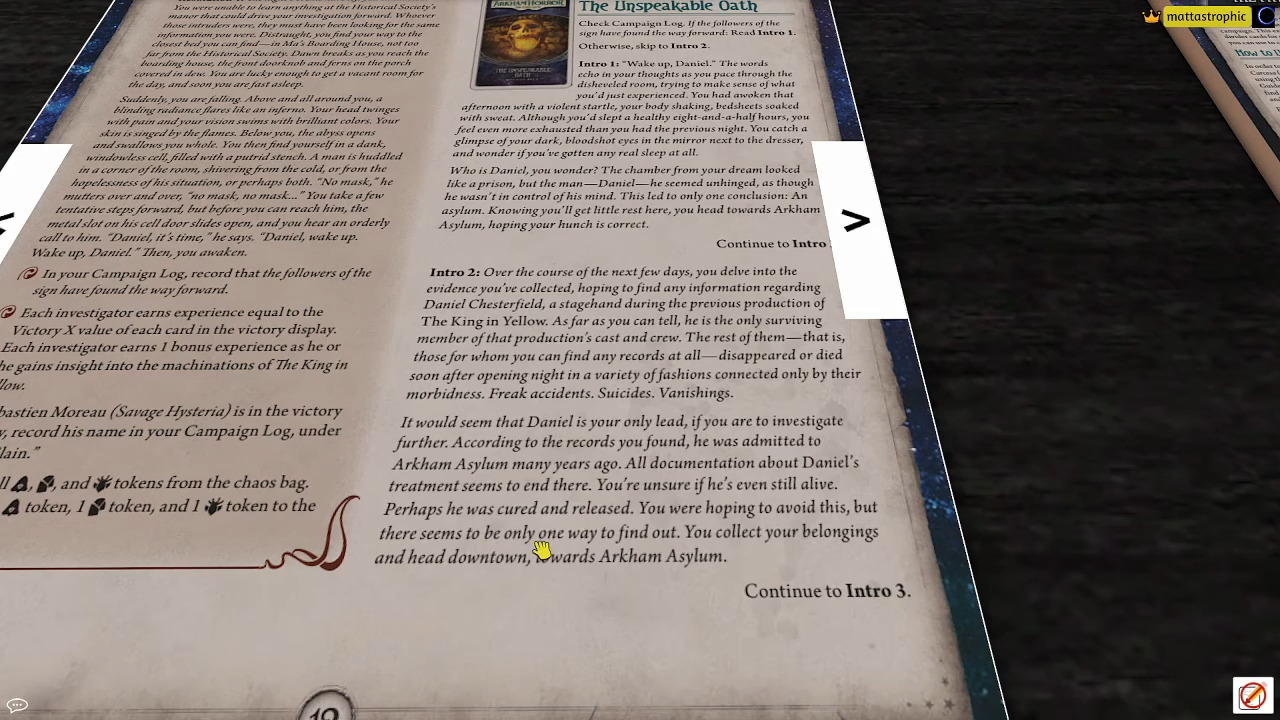 You were unable to learn anything at the Historical Society's
manor that could drive your investigation forward. Whoever
those intruders were, they must have been looking for the same
information you were. Distraught, you find your way to the
closest bed you can find—in Ma's Boarding House, not too
far from the Historical Society. Dawn breaks as you reach the
boarding house, the front doorknob and ferns on the porch
covered in dew. You are lucky enough to get a vacant room for
the day, and soon you are fast asleep.
Suddenly, you are falling. Above and all around you, a
blinding radiance flares like an inferno. Your head twinges
with pain and your vision swims with brilliant colors. Your
skin is singed by the flames. Below you, the abyss opens
and swallows you whole. You then find yourself in a dark,
windowless cell, filled with a putrid stench. A man is huddled
in a corner of the room, shivering from the cold, or from the
hopelessness of his situation, or perhaps both. “No mask,” he
mutters over and over, “no mask, no mask...” You take a few
tentative steps forward, but before you can reach him, the
metal slot on his cell door slides open, and you hear an orderly
call to him. “Daniel, it’s time,” he says. “Daniel, wake up.
Wake up, Daniel.” Then, you awaken.
In your Campaign Log, record that the followers of the
sign have found the way forward.
Each investigator earns experience equal to the
Victory X value of each card in the victory display.
Each investigator earns 1 bonus experience as he or
he gains insight into the machinations of The King in
llow.
bastien Moreau (Savage Hysteria) is in the victory
y, record his name in your Campaign Log, under
lain.”
ll , , and tokens from the chaos bag.
token, 1 token, and 1 token to the
ARKHAM HORROR
THE UNSPEAKABLE
OATH
The Unspeakable Oath
Check Campaign Log. If the followers of the
sign have found the way forward: Read Intro 1.
Otherwise, skip to Intro 2.
Intro 1: “Wake up, Daniel.” The words
echo in your thoughts as you pace through the
disheveled room, trying to make sense of what
you’d just experienced. You had awoken that
afternoon with a violent startle, your body shaking, bedsheets soaked
with sweat. Although you’d slept a healthy eight-and-a-half hours, you
feel even more exhausted than you had the previous night. You catch a
glimpse of your dark, bloodshot eyes in the mirror next to the dresser,
and wonder if you’ve gotten any real sleep at all.
Who is Daniel, you wonder? The chamber from your dream looked
like a prison, but the man—Daniel—he seemed unhinged, as though
he wasn’t in control of his mind. This led to only one conclusion: An
asylum. Knowing you’ll get little rest here, you head towards Arkham
Asylum, hoping your hunch is correct.
Continue to Intro
Intro 2: Over the course of the next few days, you delve into the
evidence you’ve collected, hoping to find any information regarding
Daniel Chesterfield, a stagehand during the previous production of
The King in Yellow. As far as you can tell, he is the only surviving
member of that production’s cast and crew. The rest of them—that is,
those for whom you can find any records at all—disappeared or died
soon after opening night in a variety of fashions connected only by their
morbidness. Freak accidents. Suicides. Vanishings.
It would seem that Daniel is your only lead, if you are to investigate
further. According to the records you found, he was admitted to
Arkham Asylum many years ago. All documentation about Daniel’s
treatment seems to end there. You’re unsure if he’s even still alive.
Perhaps he was cured and released. You were hoping to avoid this, but
there seems to be only one way to find out. You collect your belongings
and head downtown, towards Arkham Asylum.
Continue to Intro 3.
>
mattastrophic